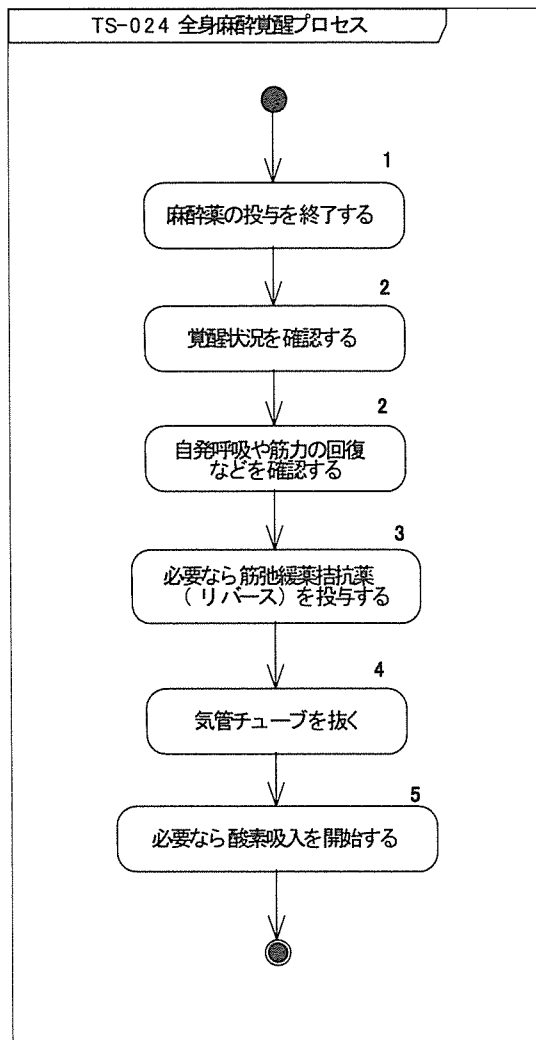 TS-024 全身麻酔覚醒プロセス
1
麻酔薬の投与を終了する
2
覚醒状況を確認する
2
自発呼吸や筋力の回復
などを確認する
3
必要なら筋弛緩薬拮抗薬
(リバース)を投与する
4
気管チューブを抜く
5
必要なら酸素吸入を開始する